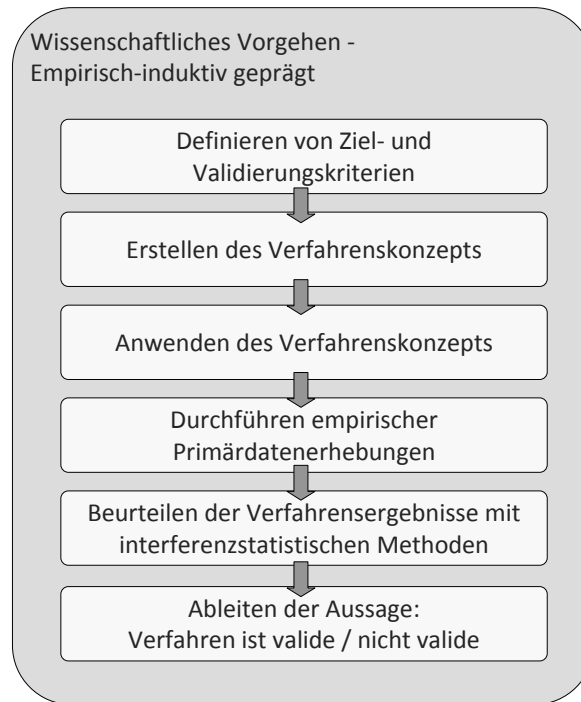 Wissenschaftliches Vorgehen -
Empirisch-induktiv geprägt
Definieren von Ziel- und
Validierungskriterien
Erstellen des Verfahrenskonzepts
Anwenden des Verfahrenskonzepts
Durchführen empirischer
Primärdatenerhebungen
Beurteilen der Verfahrensergebnisse mit
interferenzstatistischen Methoden
Ableiten der Aussage:
Verfahren ist valide / nicht valide